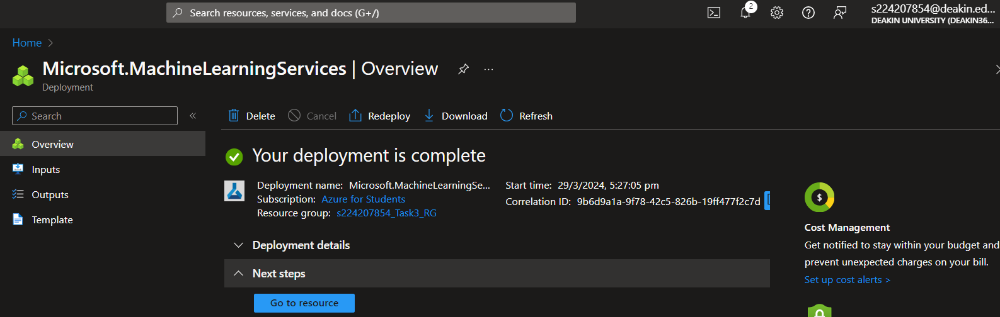 Search resources, services, and docs (G+/)
2
s224207854@deakin.ed...
DEAKIN UNIVERSITY (DEAKIN36...
Home >
Microsoft.MachineLearningServices | Overview
...
Deployment
Search
«
Delete
Cancel
Redeploy
Download
Refresh
Overview
Inputs
Outputs
Template
Your deployment is complete
Deployment name: Microsoft.MachineLearningSe...
Subscription: Azure for Students
Resource group: s224207854_Task3_RG
Start time: 29/3/2024, 5:27:05 pm
Correlation ID: 9b6d9a1a-9f78-42c5-826b-19ff477f2c7d
Deployment details
Next steps
Go to resource
$
Cost Management
Get notified to stay within your budget and
prevent unexpected charges on your bill.
Set up cost alerts >